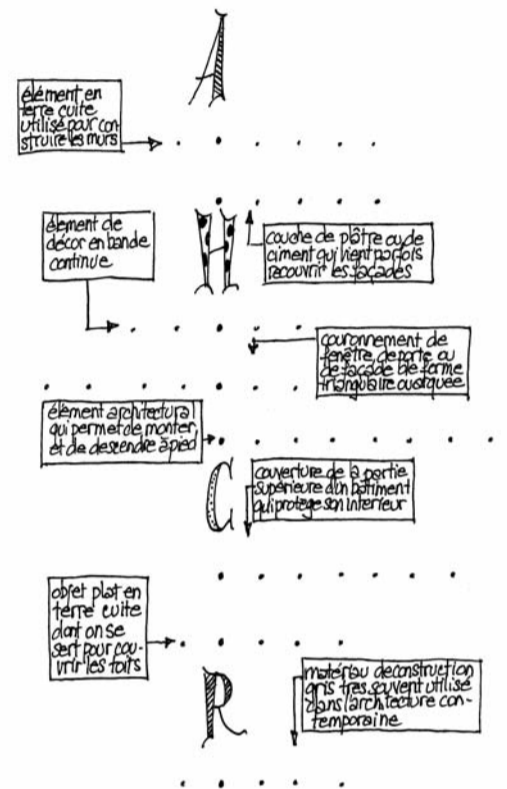 A
élément en
terre cuite
utilisé pour con-
struire les murs
H
élément de
décor en bande
continue
couche de plâtre ou de
ciment qui vient parfois
recouvrir les façades
couronnement de
fenêtre, de porte ou
de façade de forme
triangulaire ou arquée
élément architectural
qui permet de monter,
et de descendre à pied
C
couverture de la partie
supérieure d'un bâtiment
qui protège son intérieur
objet plat en
terre cuite
dont on se
sert pour cou-
vrir les toits
R
matériau de construction
gris très souvent utilisé
dans l'architecture con-
temporaine